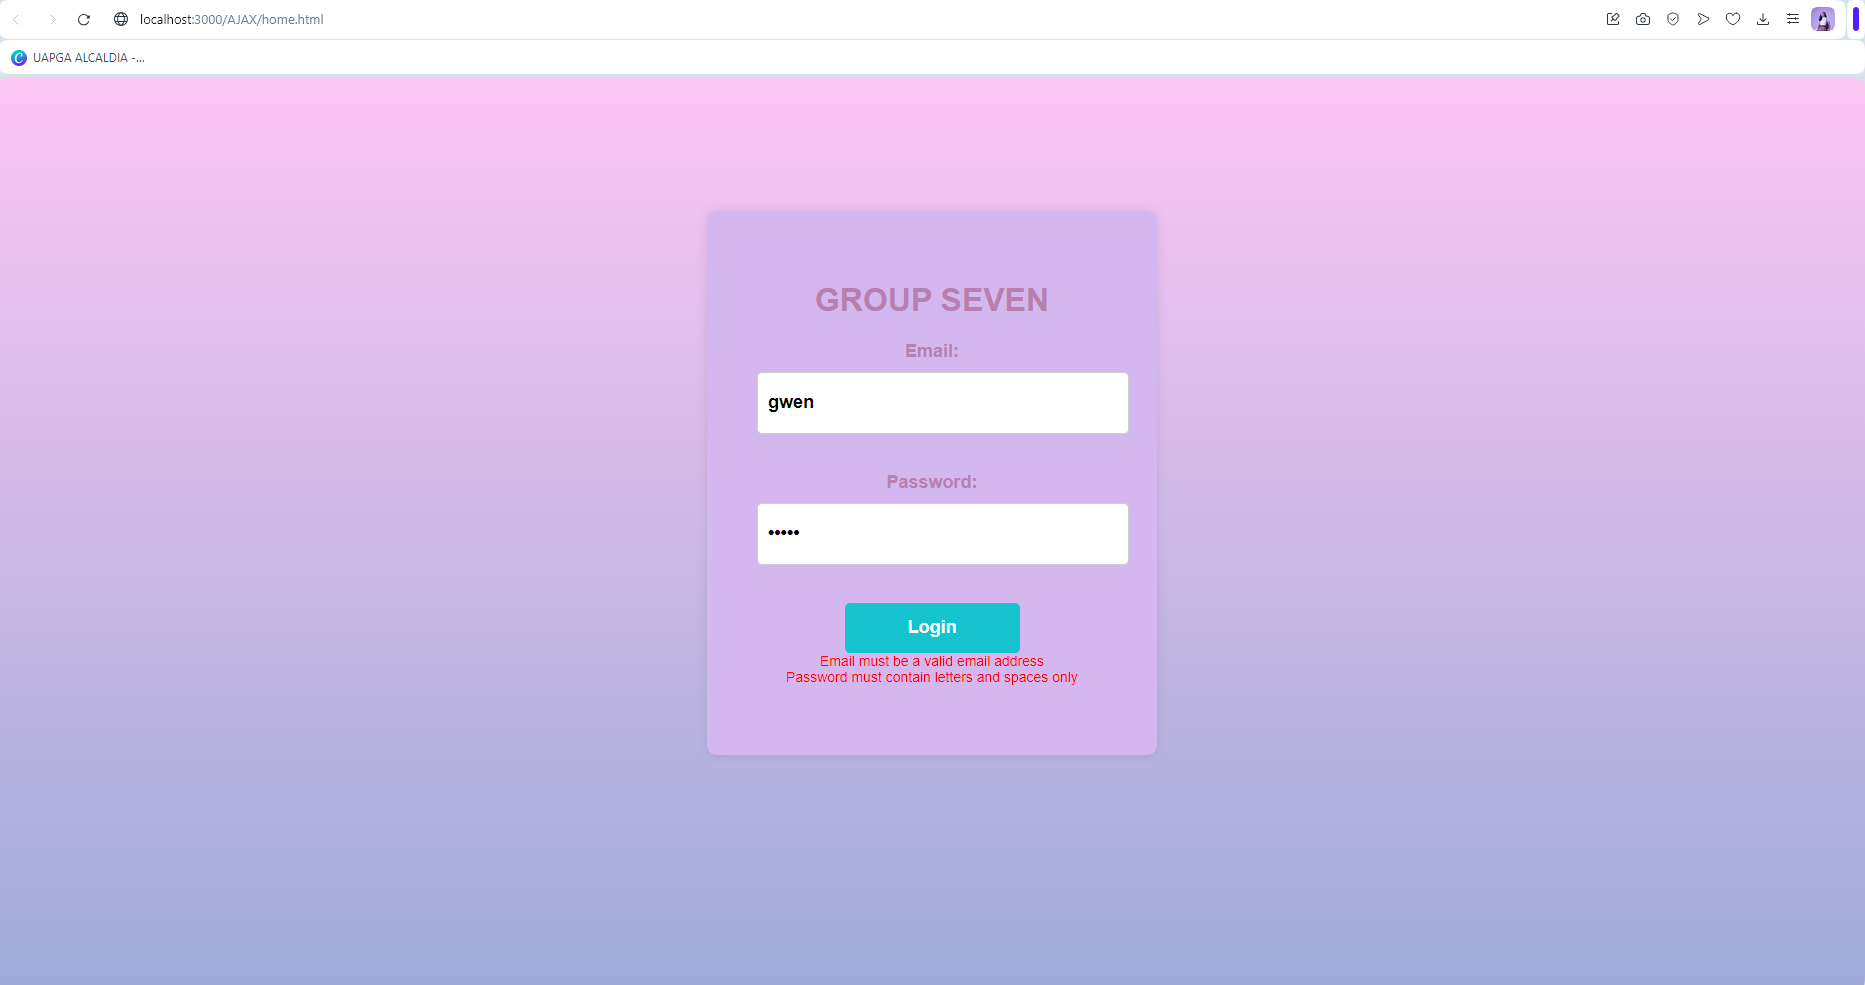 localhost:3000/AJAX/home.html
UAPGA ALCALDIA -...
GROUP SEVEN
Email:
gwen
Password:
•••••
Login
Email must be a valid email address
Password must contain letters and spaces only